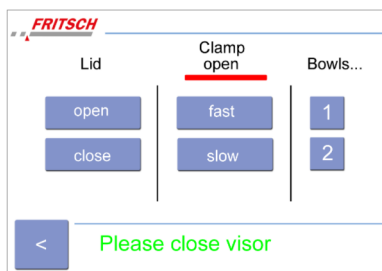 FRITSCH
Lid
Clamp
open
Bowls...
open
fast
1
close
slow
2
<
Please close visor